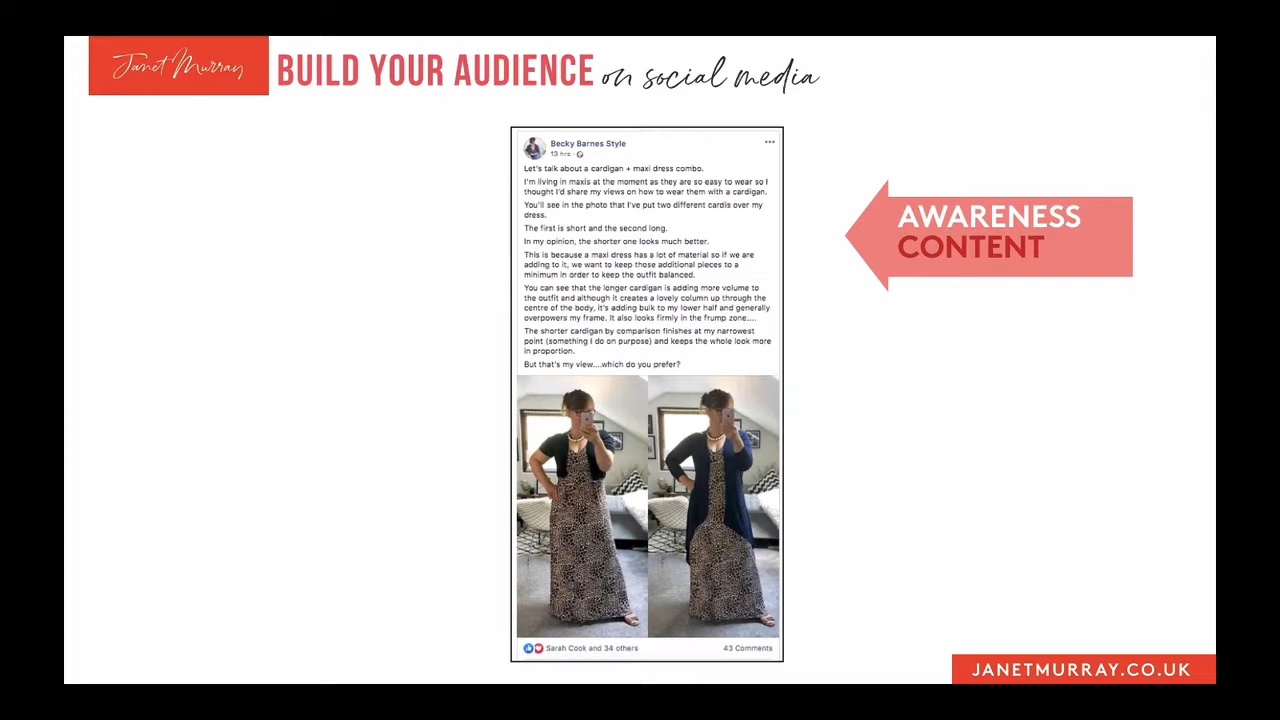 Janet Murray
BUILD YOUR AUDIENCE on social media
Becky Barnes Style
13 hrs ·
Let's talk about a cardigan + maxi dress combo.
I'm living in maxis at the moment as they are so easy to wear so I
thought I'd share my views on how to wear them with a cardigan.
You'll see in the photo that I've put two different cardis over my
dress.
The first is short and the second long.
In my opinion, the shorter one looks much better.
This is because a maxi dress has a lot of material so if we are
adding to it, we want to keep those additional pieces to a
minimum in order to keep the outfit balanced.
You can see that the longer cardigan is adding more volume to
the outfit and although it creates a lovely column up through the
centre of the body, it's adding bulk to my lower half and generally
overpowers my frame. It also looks firmly in the frump zone....
The shorter cardigan by comparison finishes at my narrowest
point (something I do on purpose) and keeps the whole look more
in proportion.
But that's my view....which do you prefer?
Sarah Cook and 34 others
43 Comments
AWARENESS
CONTENT
JANETMURRAY.CO.UK